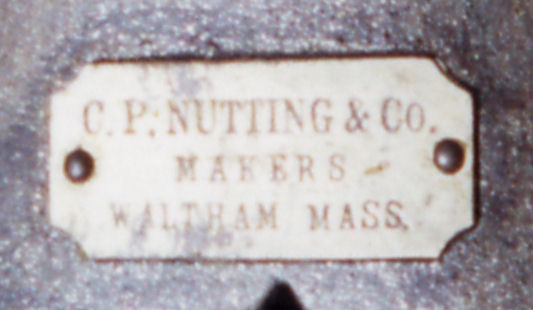 C. P. NUTTING & CO.
MAKERS
WALTHAM MASS.